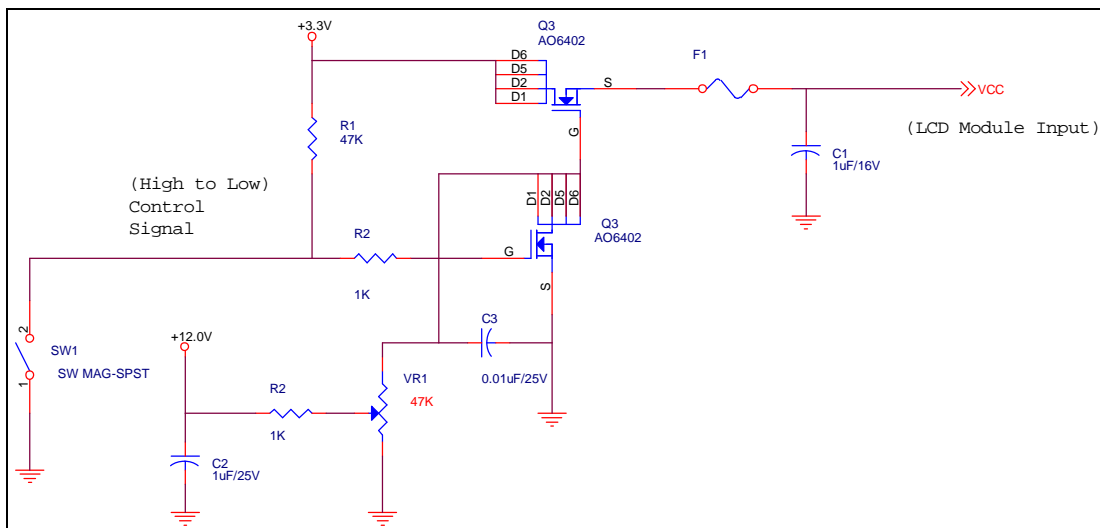 +3.3V
Q3
AO6402
D6
D5
D2
D1
S
G
F1
VCC
(LCD Module Input)
R1
47K
C1
1uF/16V
(High to Low)
Control
Signal
D1
D2
D5
D6
Q3
AO6402
R2
1K
G
S
2
1
SW1
SW MAG-SPST
+12.0V
C3
0.01uF/25V
R2
1K
VR1
47K
C2
1uF/25V